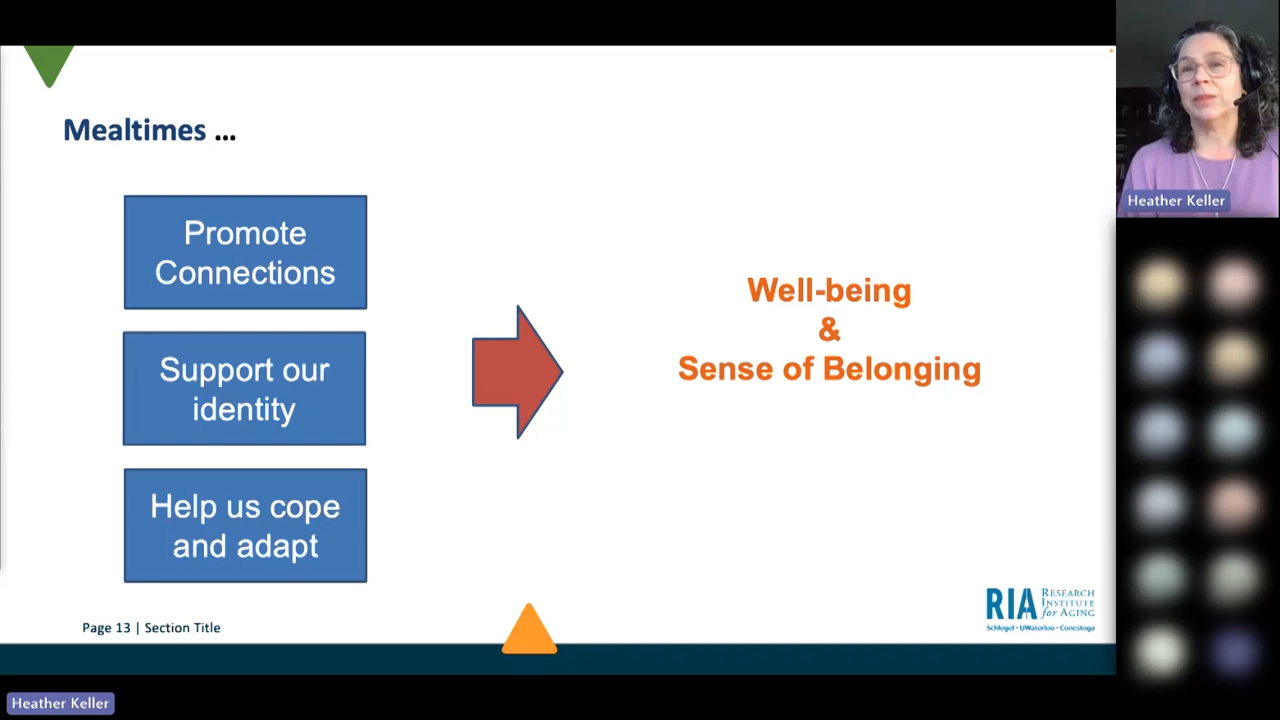 Mealtimes ...
Promote
Connections
Support our
identity
Help us cope
and adapt
Well-being
&
Sense of Belonging
Page 13 | Section Title
RIA RESEARCH
INSTITUTE
for AGING
Schlegel • UWaterloo • Conestoga
Heather Keller
Heather Keller